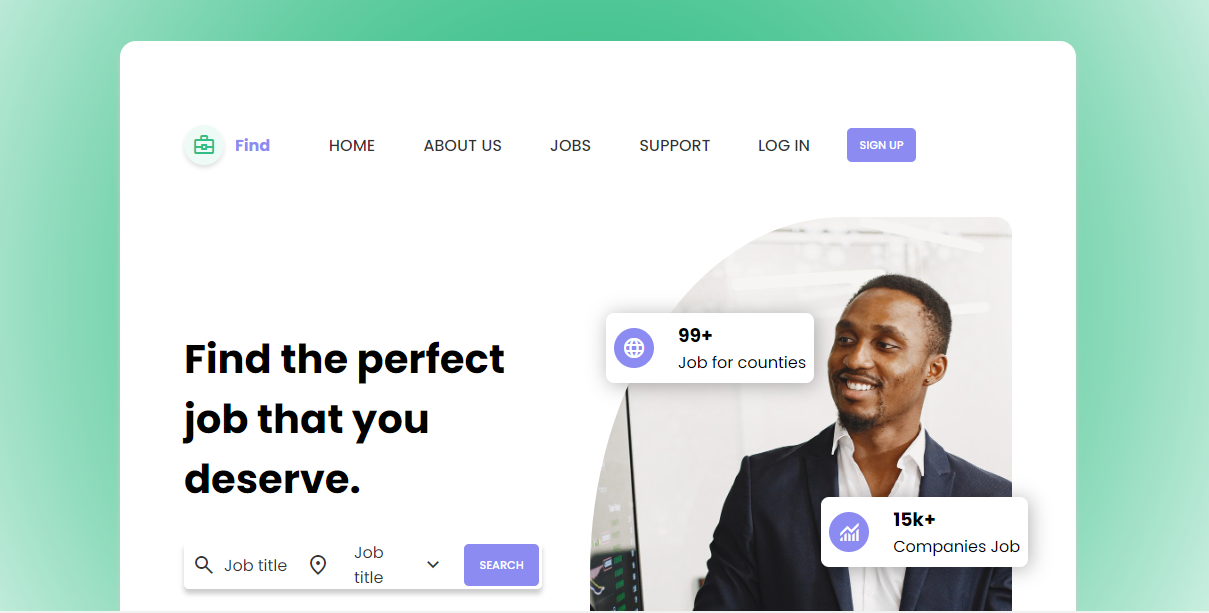 Find
HOME
ABOUT US
JOBS
SUPPORT
LOG IN
SIGN UP
Find the perfect
job that you
deserve.
99+
Job for counties
15k+
Companies Job
Job title
Job
title
SEARCH